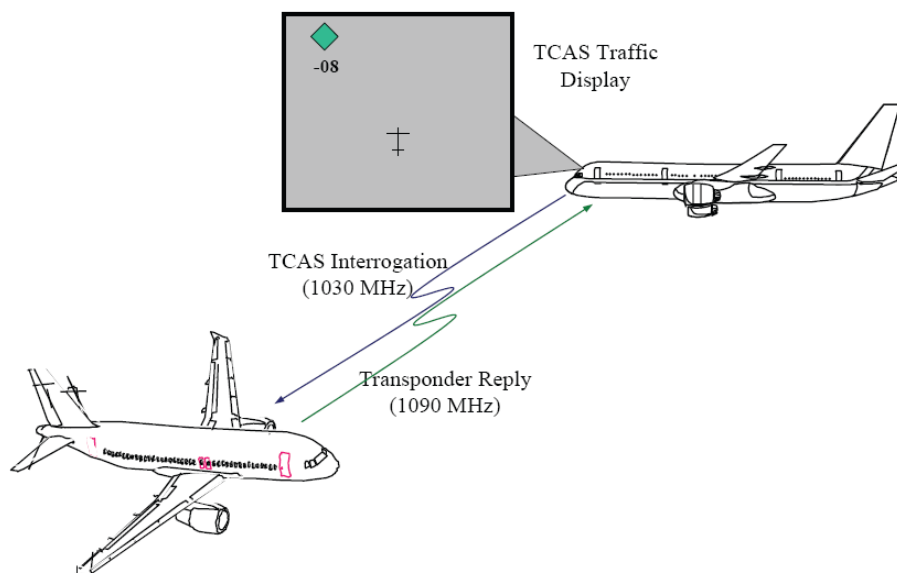 -08
TCAS Traffic
Display
TCAS Interrogation
(1030 MHz)
Transponder Reply
(1090 MHz)